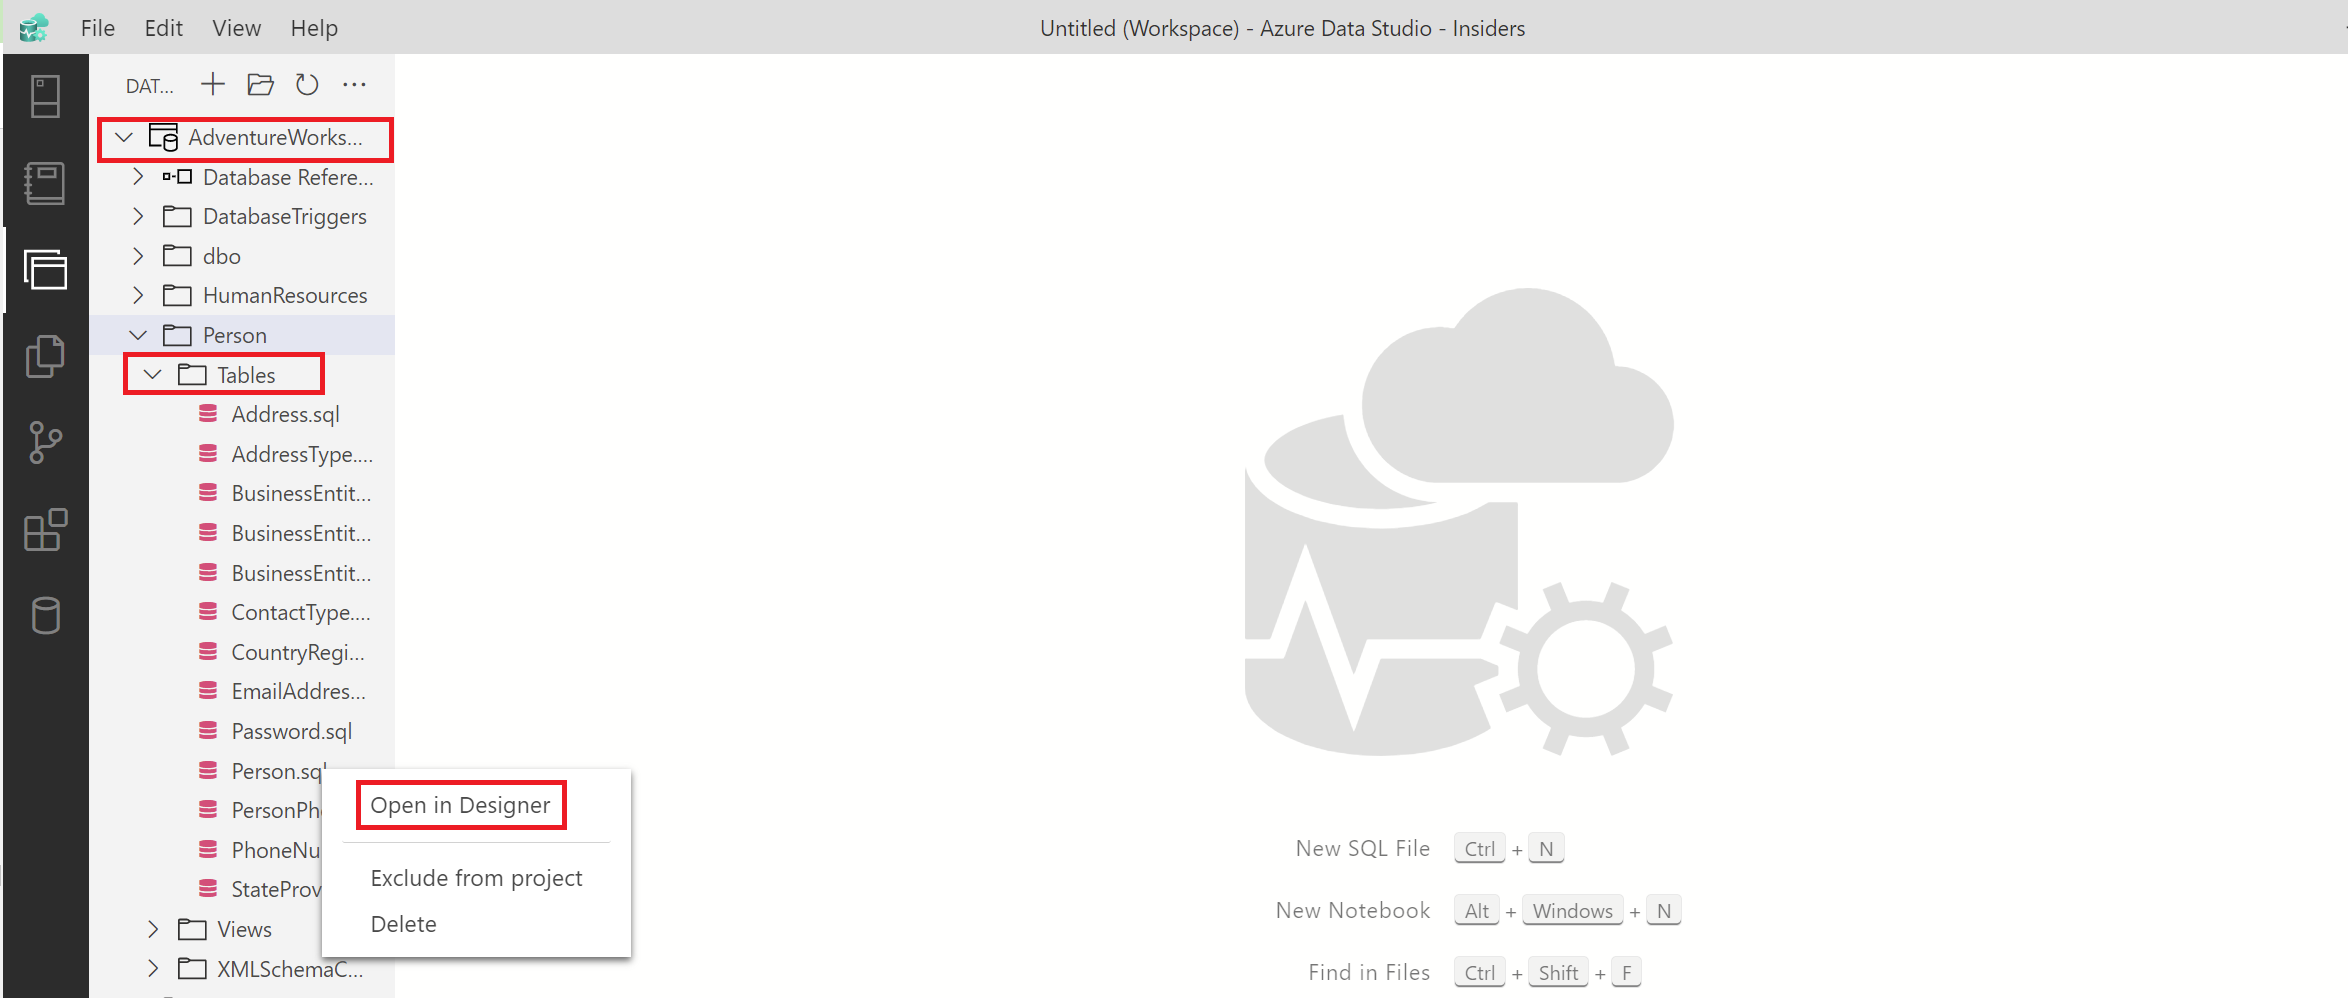 File Edit View Help
Untitled (Workspace) - Azure Data Studio - Insiders
DAT...
AdventureWorks...
Database Refere...
DatabaseTriggers
dbo
HumanResources
Person
Tables
Address.sql
AddressType....
BusinessEntit...
BusinessEntit...
BusinessEntit...
ContactType....
CountryRegi...
EmailAddres...
Password.sql
Person.sql
PersonPh
PhoneNu
StateProv
Views
XMLSchemaC...
Open in Designer
Exclude from project
Delete
New SQL File Ctrl + N
New Notebook Alt + Windows + N
Find in Files Ctrl + Shift + F